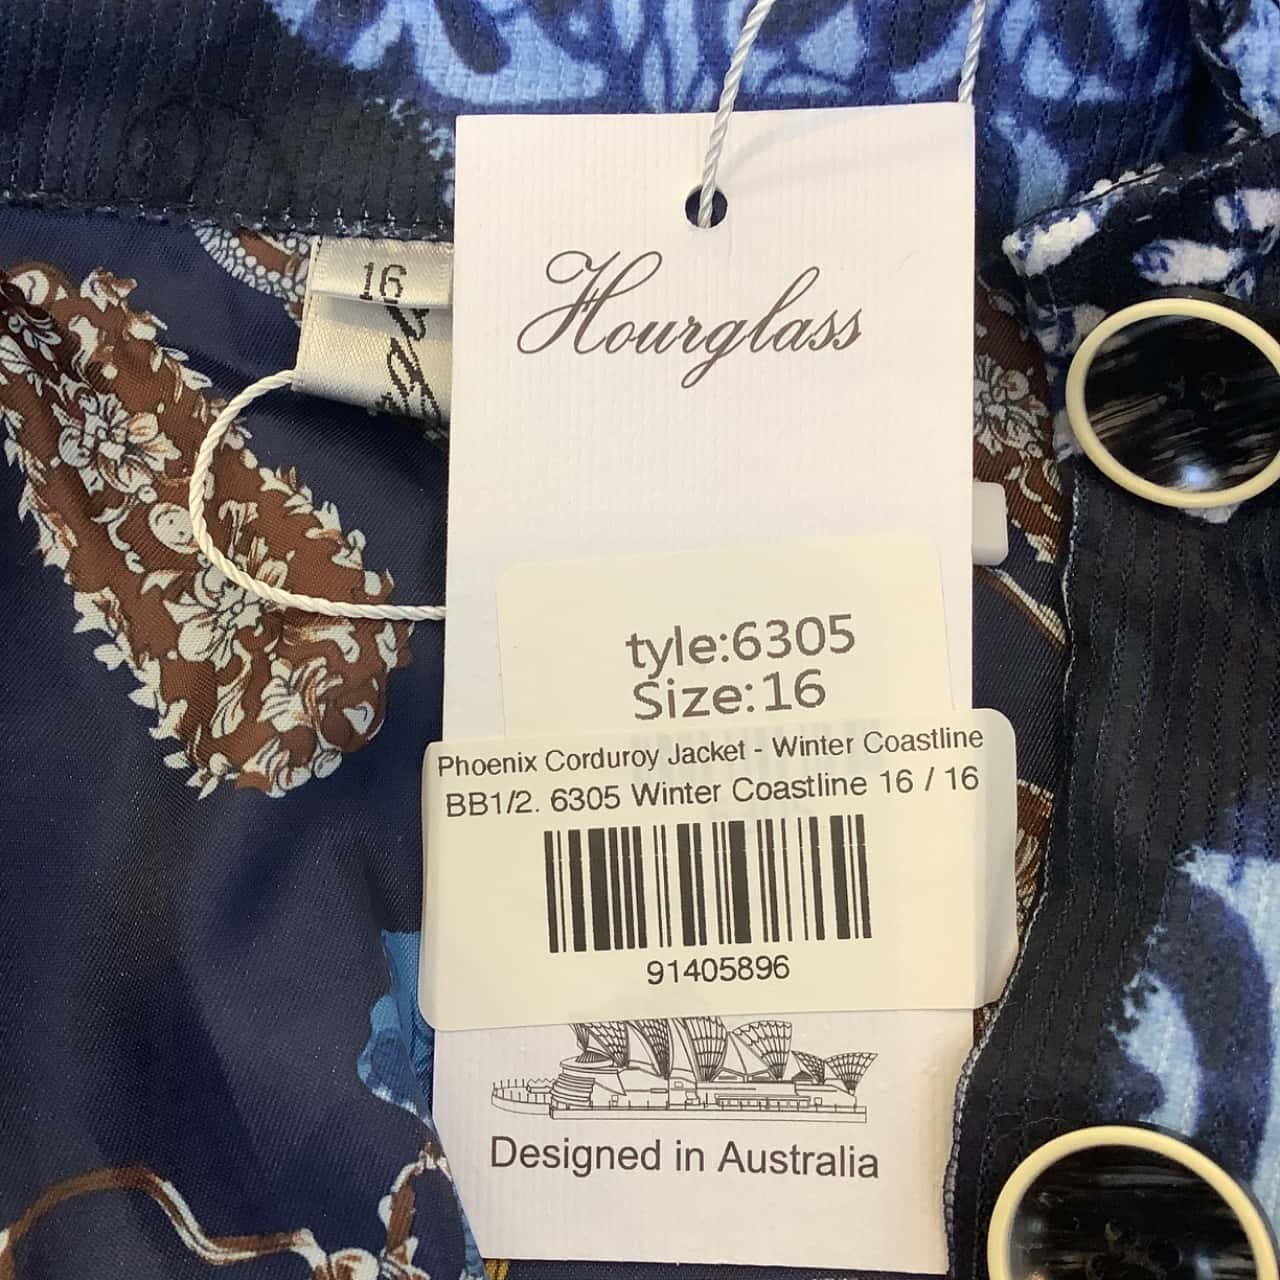 16
Hourglass
tyle:6305
Size:16
Phoenix Corduroy Jacket - Winter Coastline
BB1/2. 6305 Winter Coastline 16 / 16
91405896
Designed in Australia